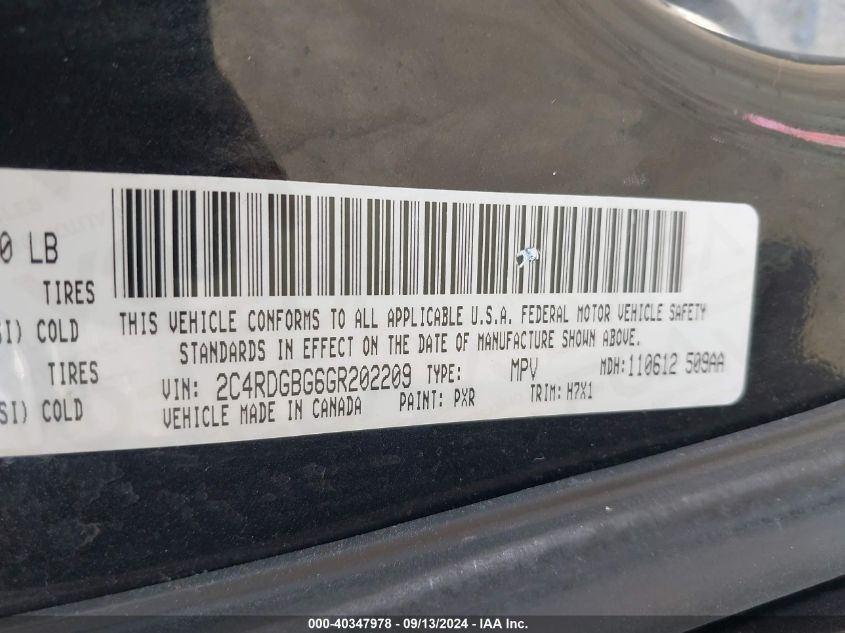 0 LB
TIRES
SI) COLD
TIRES
SI) COLD
THIS VEHICLE CONFORMS TO ALL APPLICABLE U.S.A. FEDERAL MOTOR VEHICLE SAFETY
STANDARDS IN EFFECT ON THE DATE OF MANUFACTURE SHOWN ABOVE.
VIN: 2C4RDGBG6GR202209 TYPE: MPV MDH: 110612 509AA
VEHICLE MADE IN CANADA PAINT: PXR TRIM: H7X1
000-40347978 - 09/13/2024 - IAA Inc.